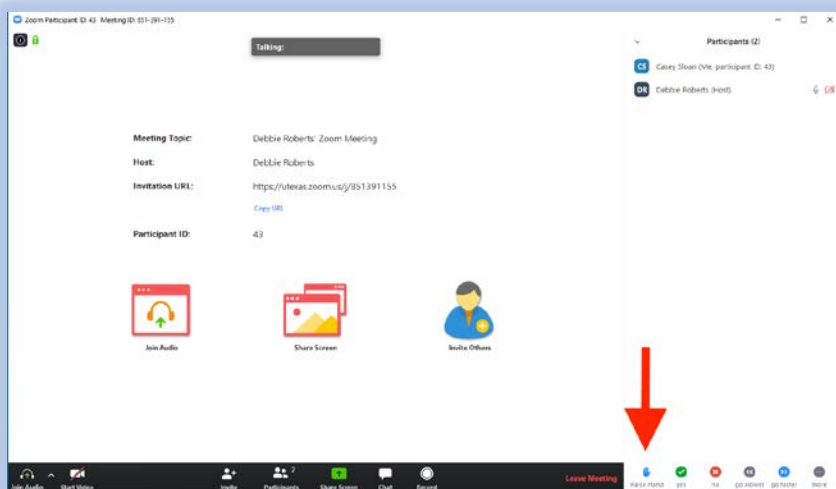 Zoom Participant ID: 43 Meeting ID: 851-391-155
Talking:
Participants (2)
CS Casey Sloan (Me, participant ID: 43)
DR Debbie Roberts (Host)
Meeting Topic: Debbie Roberts' Zoom Meeting
Host: Debbie Roberts
Invitation URL: https://utexas.zoom.us/j/851391155
Copy URL
Participant ID: 43
Join Audio Share Screen Invite Others
Join Audio Start Video Invite Participants 2 Share Screen Chat Record Leave Meeting
Raise Hand yes no go slower go faster more